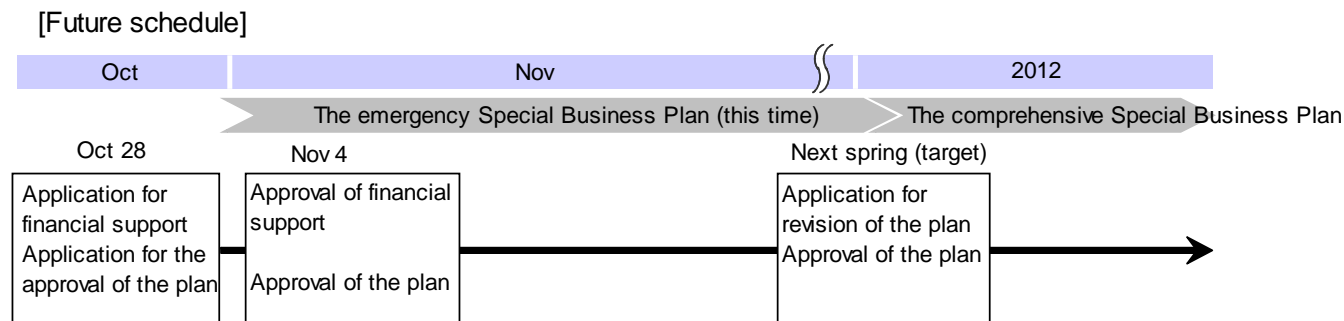 [Future schedule]
Oct
Nov
2012
The emergency Special Business Plan (this time)
The comprehensive Special Business Plan
Oct 28
Nov 4
Next spring (target)
Application for
financial support
Application for the
approval of the plan
Approval of financial
support
Approval of the plan
Application for
revision of the plan
Approval of the plan